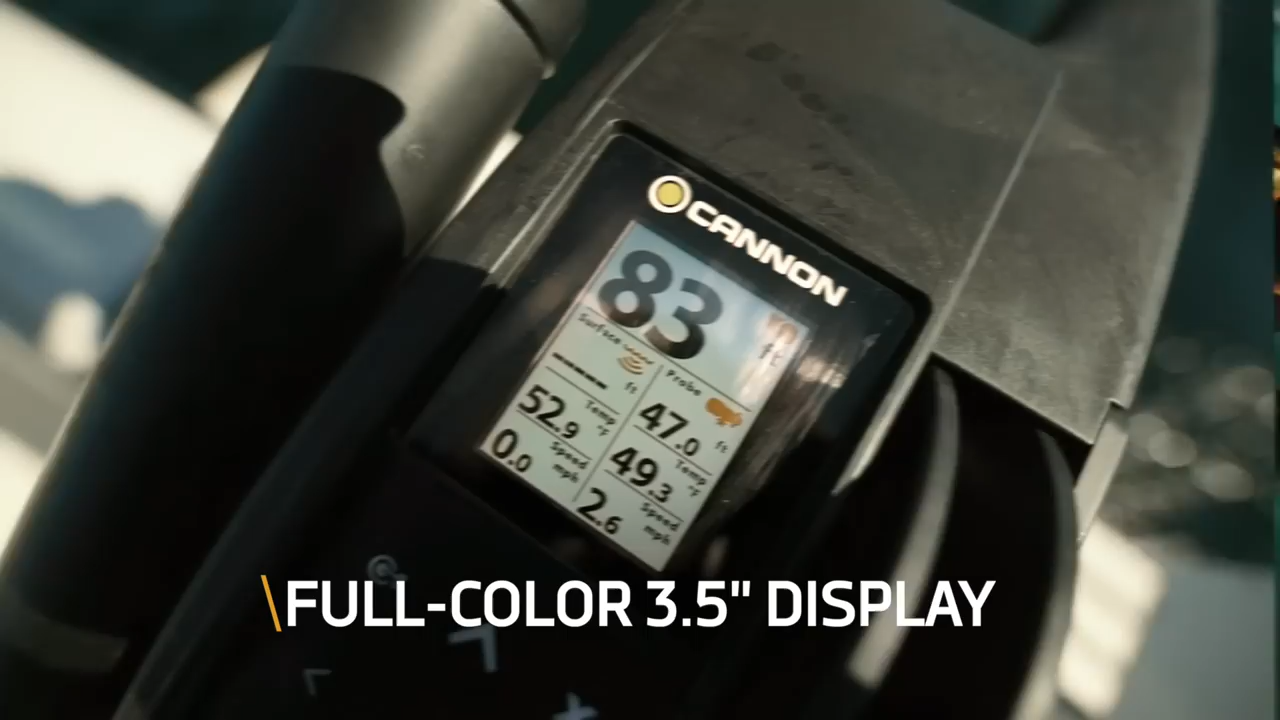 CANNON
83 ft
Surface
Probe
---- ft
47.0 ft
52.9 Temp °F
49.3 Temp °F
0.0 Speed mph
2.6 Speed mph
\FULL-COLOR 3.5" DISPLAY